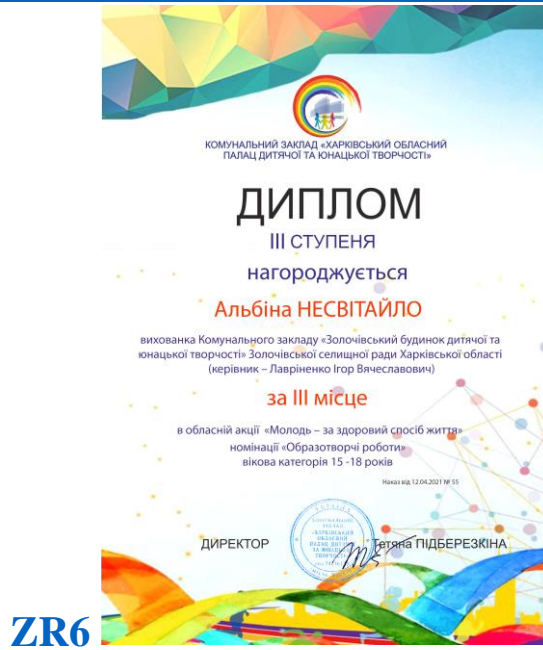 КОМУНАЛЬНИЙ ЗАКЛАД «ХАРКІВСЬКИЙ ОБЛАСНИЙ
ПАЛАЦ ДИТЯЧОЇ ТА ЮНАЦЬКОЇ ТВОРЧОСТІ»
ДИПЛОМ
III СТУПЕНЯ
нагороджується
Альбіна НЕСВІТАЙЛО
вихованка Комунального закладу «Золочівський будинок дитячої та
юнацької творчості» Золочівської селищної ради Харківської області
(керівник – Лавріненко Ігор Вячеславович)
за III місце
в обласній акції «Молодь – за здоровий спосіб життя»
номінації «Образотворчі роботи»
вікова категорія 15 -18 років
Наказ від 12.04.2021 № 55
ДИРЕКТОР
Тетяна ПІДБЕРЕЗКІНА
ZR6